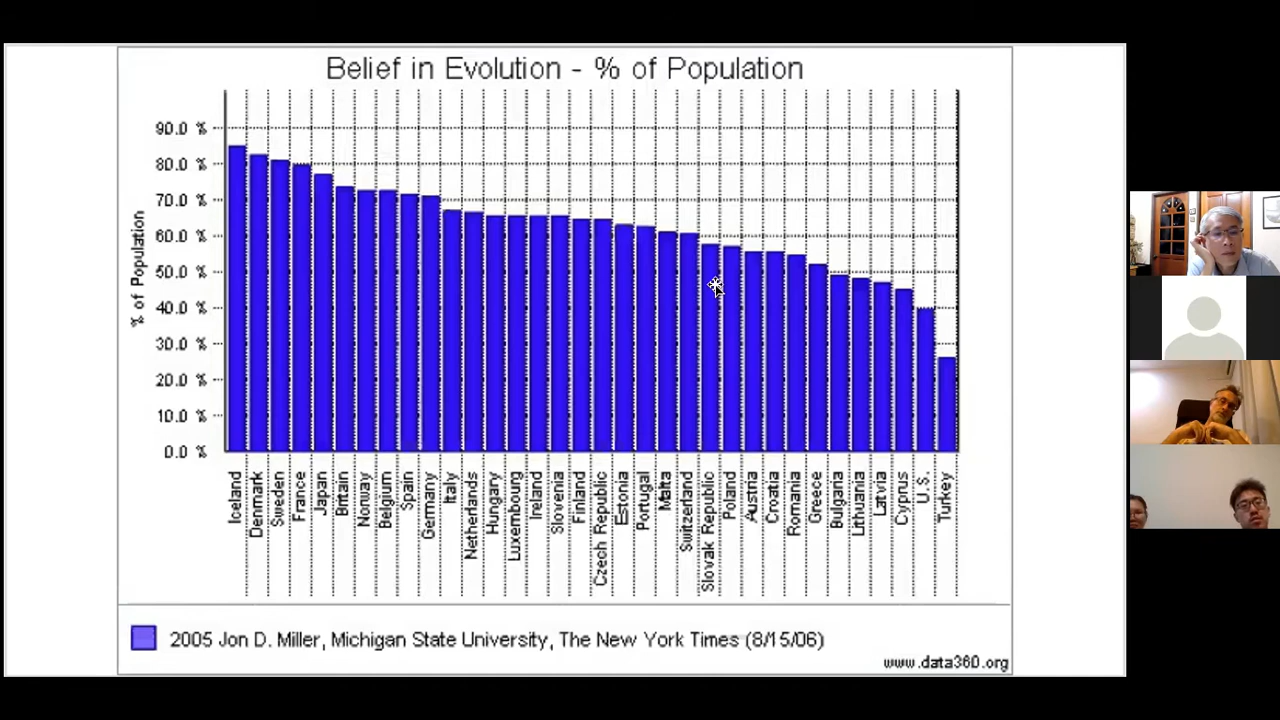 Belief in Evolution - % of Population
90.0 %
80.0 %
70.0 %
60.0 %
50.0 %
40.0 %
30.0 %
20.0 %
10.0 %
0.0 %
% of Population
Iceland
Denmark
Sweden
France
Japan
Britain
Norway
Belgium
Spain
Germany
Italy
Netherlands
Hungary
Luxembourg
Ireland
Slovenia
Finland
Czech Republic
Estonia
Portugal
Malta
Switzerland
Slovak Republic
Poland
Austria
Croatia
Romania
Greece
Bulgaria
Lithuania
Latvia
Cyprus
U.S.
Turkey
2005 Jon D. Miller, Michigan State University, The New York Times (8/15/06)
www.data360.org